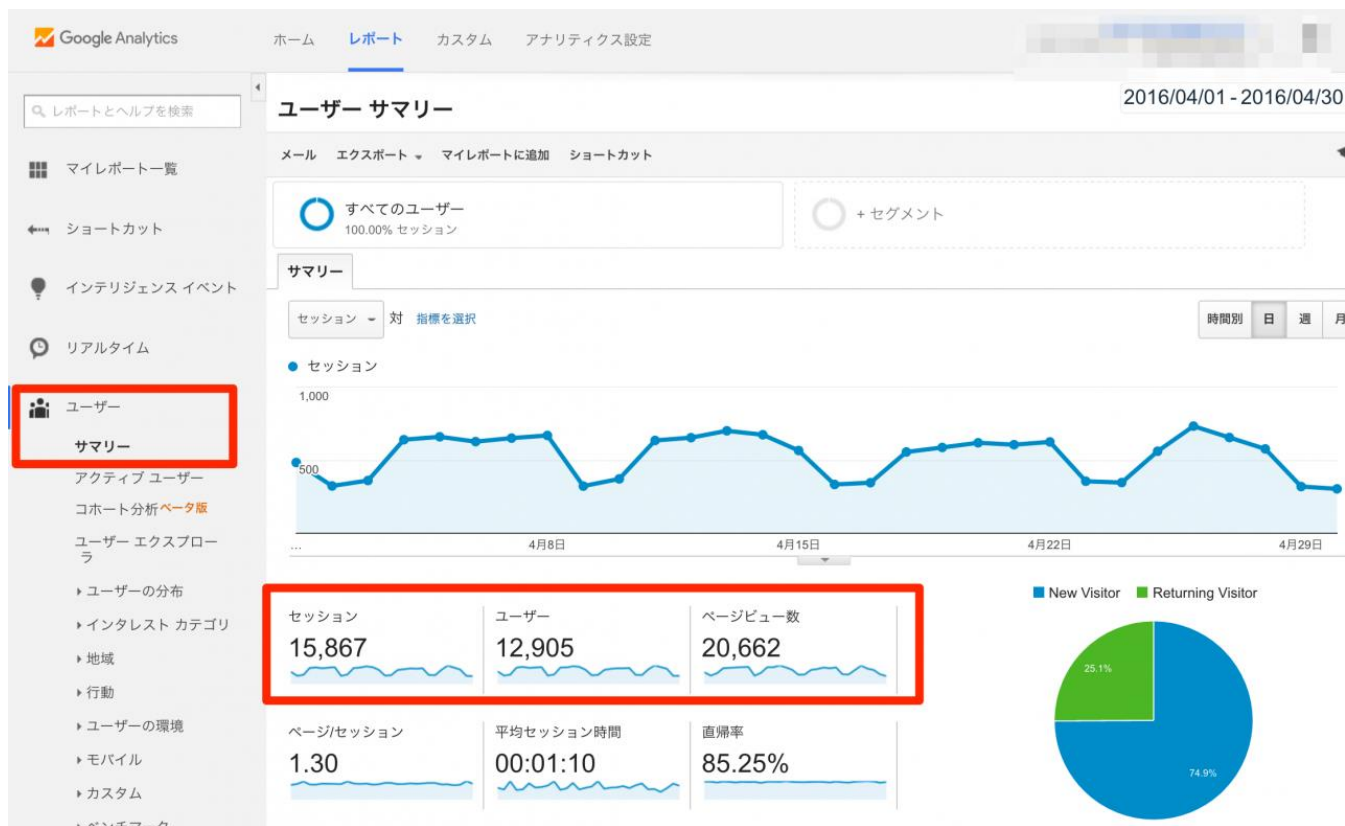 Google Analytics
ホーム レポート カスタム アナリティクス設定
レポートとヘルプを検索
マイレポート一覧
ショートカット
インテリジェンス イベント
リアルタイム
ユーザー
サマリー
アクティブ ユーザー
コホート分析 ベータ版
ユーザー エクスプロー
ラ
ユーザーの分布
インタレスト カテゴリ
地域
行動
ユーザーの環境
モバイル
カスタム
ベンチマーク
ユーザー サマリー
2016/04/01 - 2016/04/30
メール エクスポート マイレポートに追加 ショートカット
すべてのユーザー
100.00% セッション
+ セグメント
サマリー
セッション 対 指標を選択
時間別 日 週 月
セッション
1,000
500
... 4月8日 4月15日 4月22日 4月29日
セッション ユーザー ページビュー数
15,867 12,905 20,662
ページ/セッション 平均セッション時間 直帰率
1.30 00:01:10 85.25%
New Visitor Returning Visitor
25.1%
74.9%